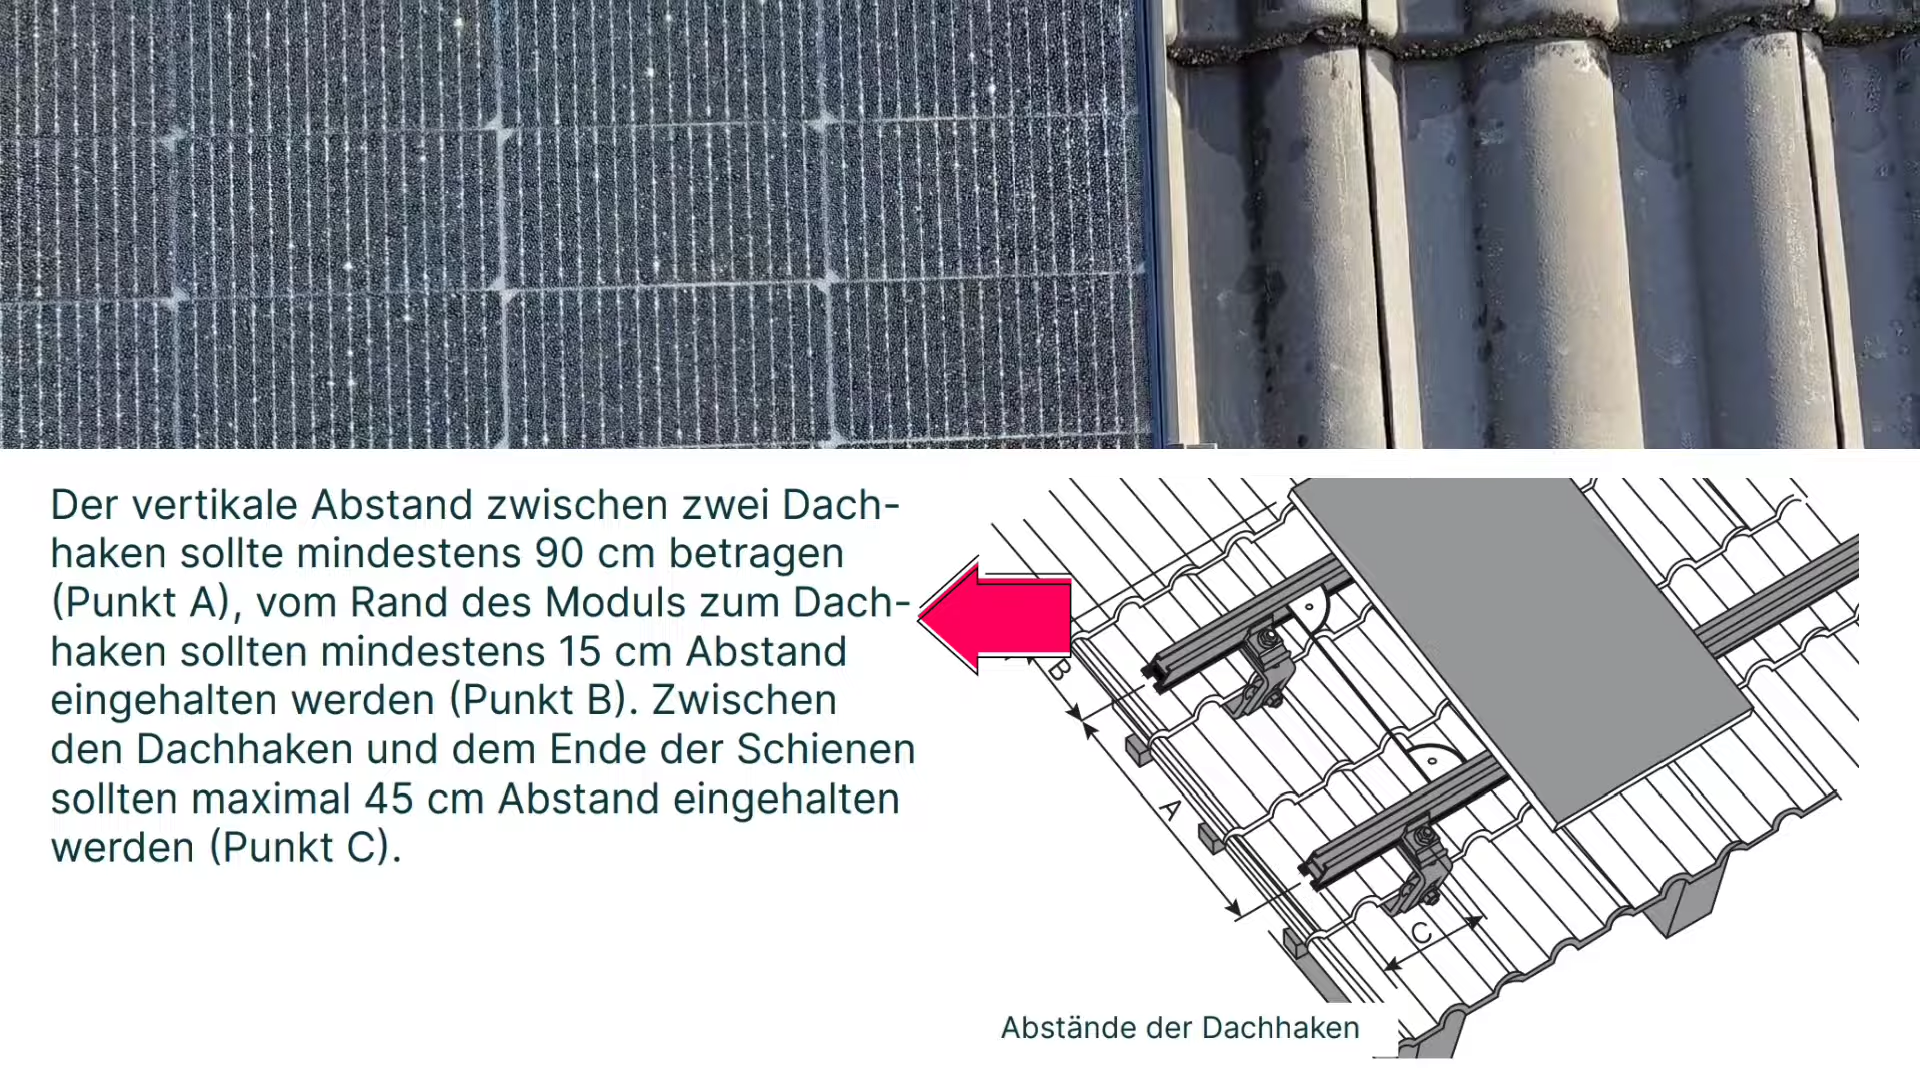 Der vertikale Abstand zwischen zwei Dach-
haken sollte mindestens 90 cm betragen
(Punkt A), vom Rand des Moduls zum Dach-
haken sollten mindestens 15 cm Abstand
eingehalten werden (Punkt B). Zwischen
den Dachhaken und dem Ende der Schienen
sollten maximal 45 cm Abstand eingehalten
werden (Punkt C).
B
A
C
Abstände der Dachhaken